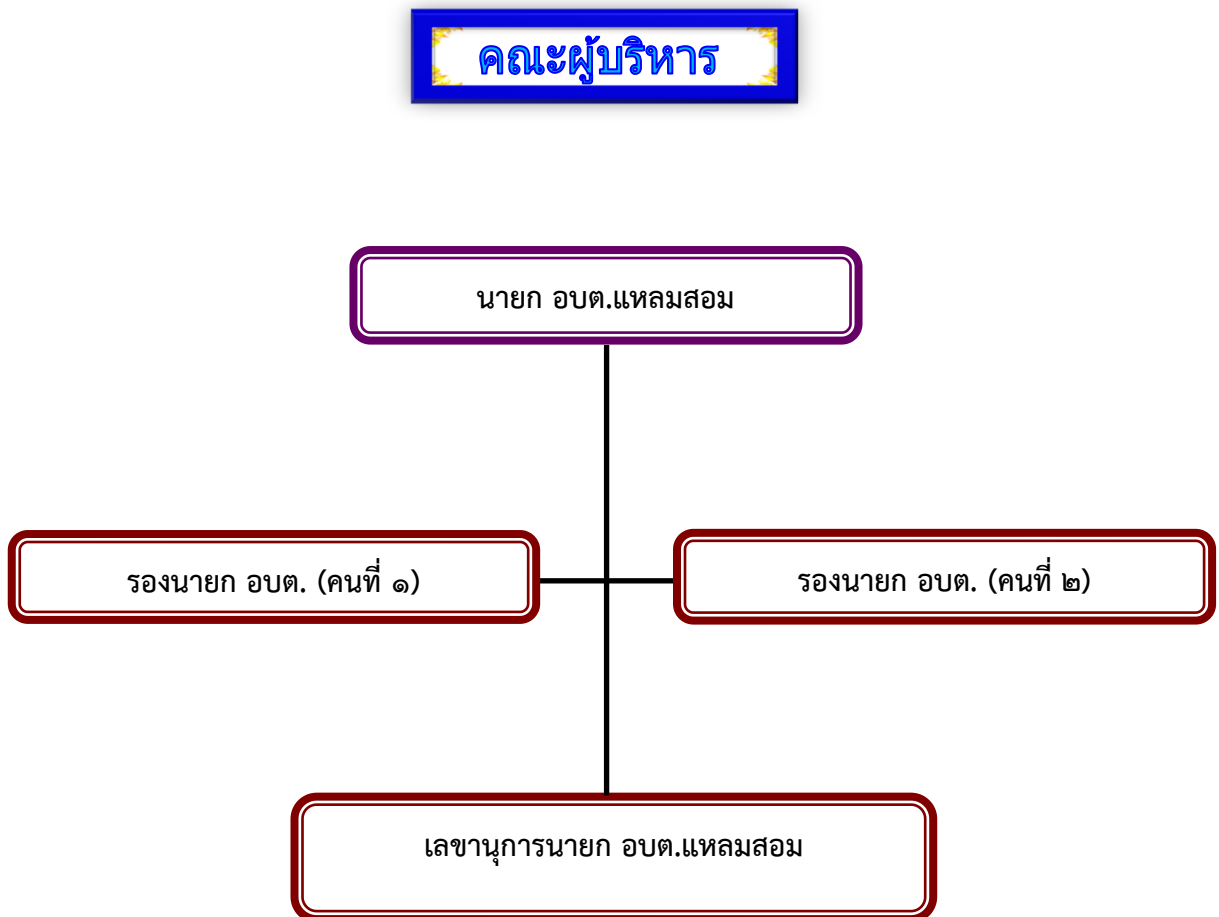 คณะผู้บริหาร
นายก อบต.แหลมสอม
รองนายก อบต. (คนที่ ๑)
รองนายก อบต. (คนที่ ๒)
เลขานุการนายก อบต.แหลมสอม